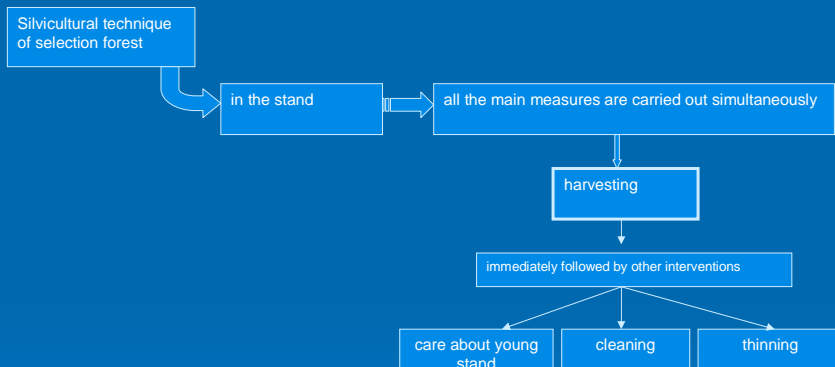 Silvicultural technique
of selection forest
in the stand
all the main measures are carried out simultaneously
harvesting
immediately followed by other interventions
care about young
stand
cleaning
thinning